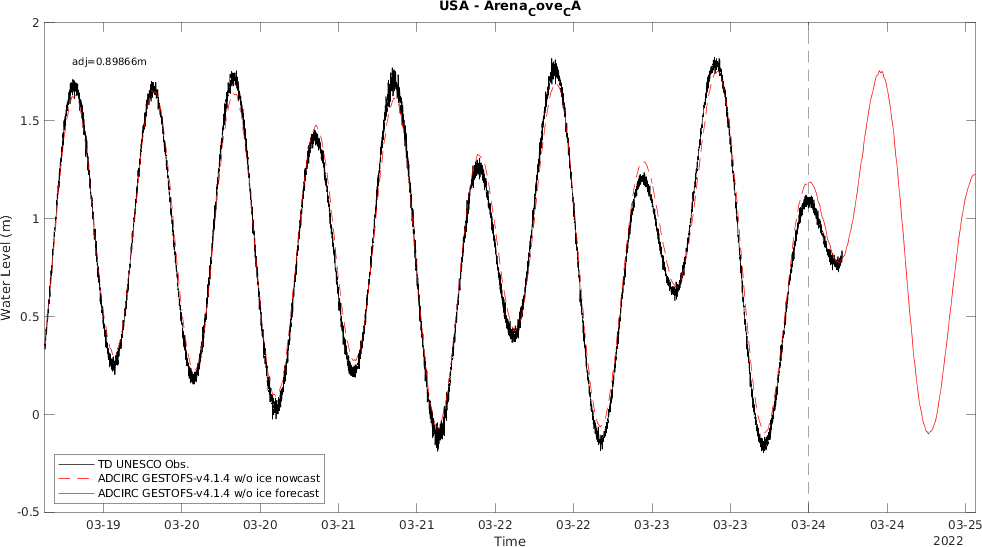 USA - Arena_Cove_CA
2
1.5
1
0.5
0
-0.5
Water Level (m)
adj=0.89866m
TD UNESCO Obs.
ADCIRC GESTOFS-v4.1.4 w/o ice nowcast
ADCIRC GESTOFS-v4.1.4 w/o ice forecast
03-19 03-20 03-20 03-21 03-21 03-22 03-22 03-23 03-23 03-24 03-24 03-25
Time
2022